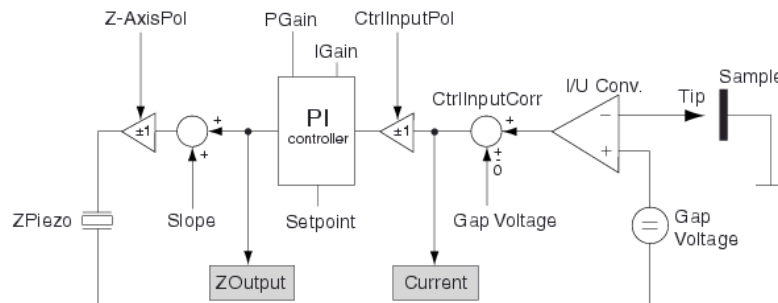 Z-AxisPol
PGain
CtrlInputPol
IGain
Sample
I/U Conv.
CtrlInputCorr
Tip
PI
controller
±1
+
+
±1
+
+
-
0
−
+
=
ZPiezo
Slope
Setpoint
Gap Voltage
Gap
Voltage
ZOutput
Current